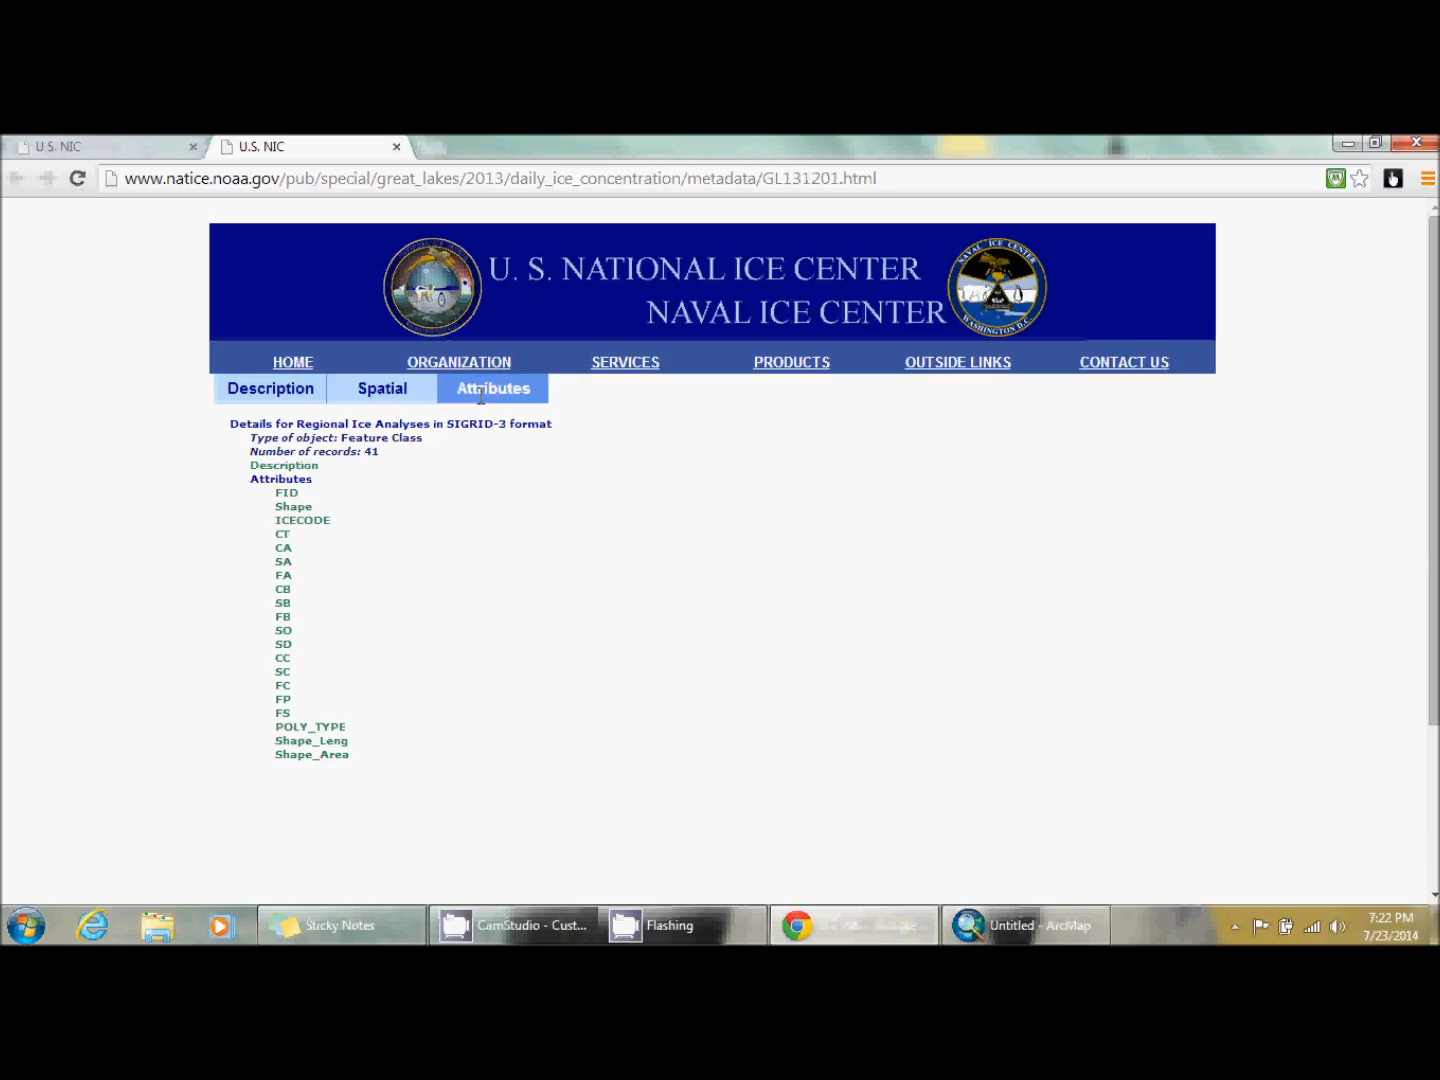 U.S. NIC
U.S. NIC
www.natice.noaa.gov/pub/special/great_lakes/2013/daily_ice_concentration/metadata/GL131201.html
U. S. NATIONAL ICE CENTER
NAVAL ICE CENTER
NAVAL ICE CENTER
WASHINGTON D.C.
HOME ORGANIZATION SERVICES PRODUCTS OUTSIDE LINKS CONTACT US
Description Spatial Attributes
Details for Regional Ice Analyses in SIGRID-3 format
Type of object: Feature Class
Number of records: 41
Description
Attributes
FID
Shape
ICECODE
CT
CA
SA
FA
CB
SB
FB
SO
SD
CC
SC
FC
FP
FS
POLY_TYPE
Shape_Leng
Shape_Area
Sticky Notes
CamStudio - Cust...
Flashing
Untitled - ArcMap
7:22 PM
7/23/2014